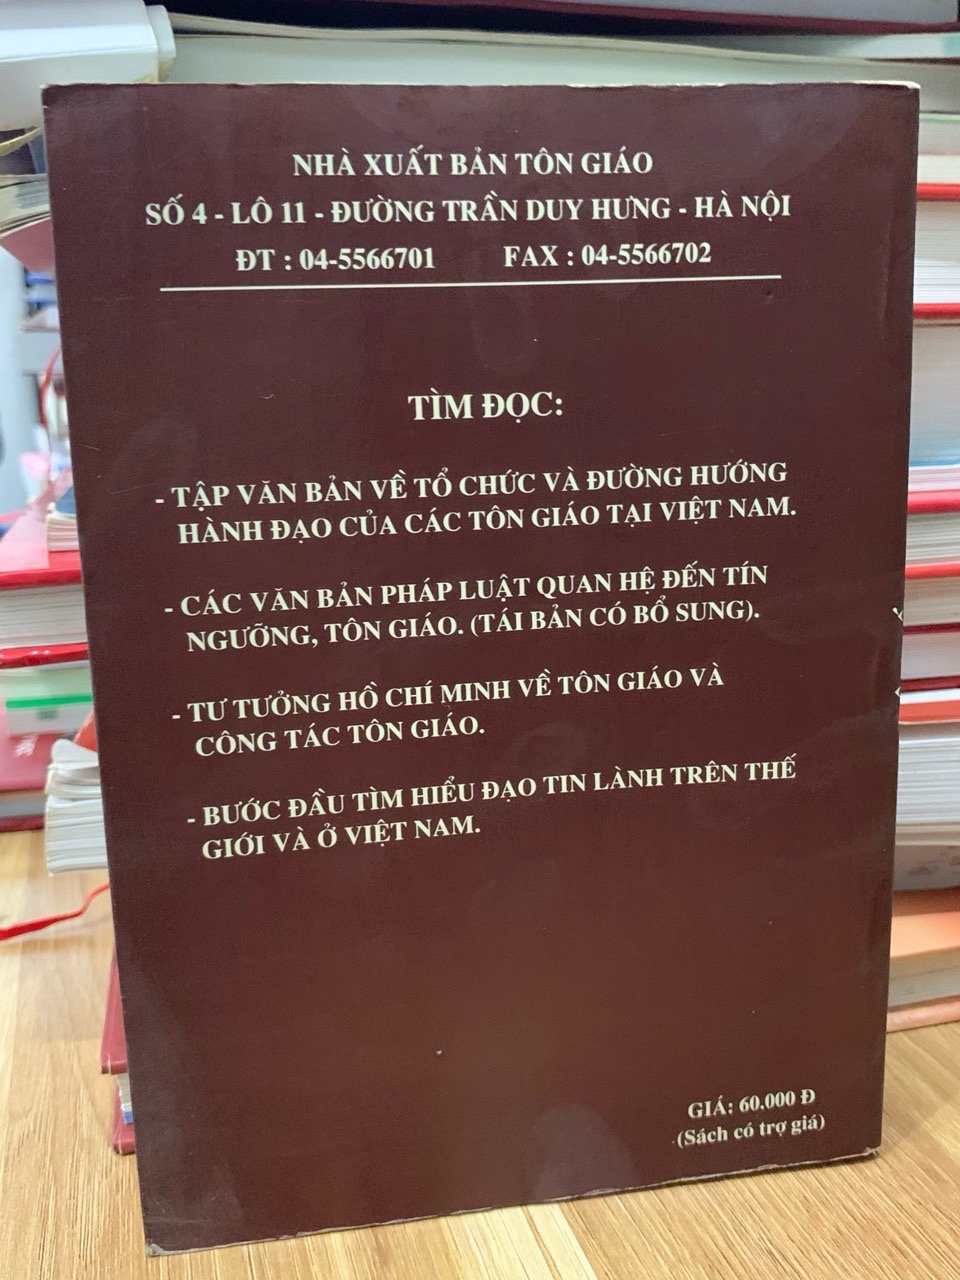 NHÀ XUẤT BẢN TÔN GIÁO
SỐ 4 - LÔ 11 - ĐƯỜNG TRẦN DUY HƯNG - HÀ NỘI
ĐT : 04-5566701 FAX : 04-5566702
TÌM ĐỌC:
- TẬP VĂN BẢN VỀ TỔ CHỨC VÀ ĐƯỜNG HƯỚNG
HÀNH ĐẠO CỦA CÁC TÔN GIÁO TẠI VIỆT NAM.
- CÁC VĂN BẢN PHÁP LUẬT QUAN HỆ ĐẾN TÍN
NGƯỠNG, TÔN GIÁO. (TÁI BẢN CÓ BỔ SUNG).
- TƯ TƯỞNG HỒ CHÍ MINH VỀ TÔN GIÁO VÀ
CÔNG TÁC TÔN GIÁO.
- BƯỚC ĐẦU TÌM HIỂU ĐẠO TIN LÀNH TRÊN THẾ
GIỚI VÀ Ở VIỆT NAM.
GIÁ: 60.000 Đ
(Sách có trợ giá)